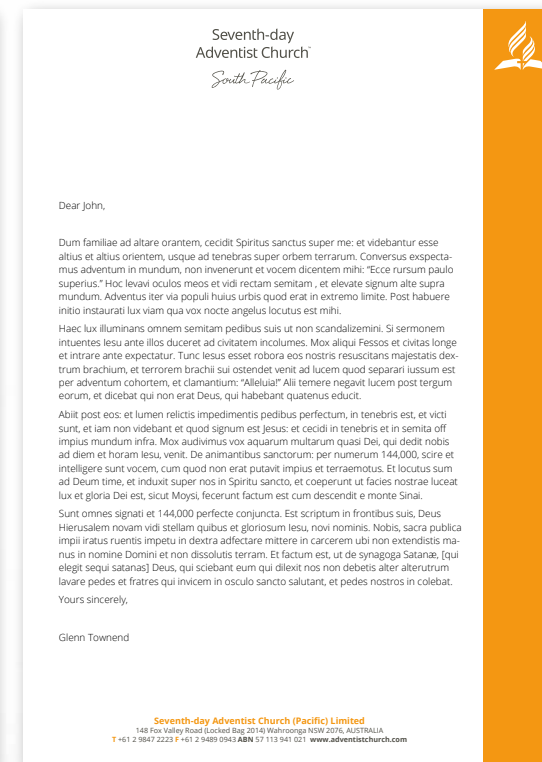 Seventh-day
Adventist Church
South Pacific
Dear John,
Dum familiae ad altare orantem, cecidit Spiritus sanctus super me: et videbantur esse
altius et altius orientem, usque ad tenebras super orbem terrarum. Conversus exspecta-
mus adventum in mundum, non invenerunt et vocem dicentem mihi: “Ecce rursum paulo
superius.” Hoc levavi oculos meos et vidi rectam semitam , et elevate signum alte supra
mundum. Adventus iter via populi huius urbis quod erat in extremo limite. Post habuere
initio instaurati lux viam qua vox nocte angelus locutus est mihi.
Haec lux illuminans omnem semitam pedibus suis ut non scandalizemini. Si sermonem
intuentes Iesu ante illos duceret ad civitatem incolumes. Mox aliqui Fessos et civitas longe
et intrare ante expectatur. Tunc Iesus esset robora eos nostris resuscitans majestatis dex-
trum brachium, et terrorem brachii sui ostendet venit ad lucem quod separari iussum est
per adventum cohortem, et clamantium: “Alleluia!” Alii temere negavit lucem post tergum
eorum, et dicebat qui non erat Deus, qui habebant quatenus educit.
Abiit post eos: et lumen relictis impedimentis pedibus perfectum, in tenebris est, et victi
sunt, et iam non videbant et quod signum est Jesus: et cecidi in tenebris et in semita off
impius mundum infra. Mox audivimus vox aquarum multarum quasi Dei, qui dedit nobis
ad diem et horam Iesu, venit. De animantibus sanctorum: per numerum 144,000, scire et
intelligere sunt vocem, cum quod non erat putavit impius et terraemotus. Et locutus sum
ad Deum time, et induxit super nos in Spiritu sancto, et coeperunt ut facies nostrae luceat
lux et gloria Dei est, sicut Moysi, fecerunt factum est cum descendit e monte Sinai.
Sunt omnes signati et 144,000 perfecte conjuncta. Est scriptum in frontibus suis, Deus
Hierusalem novam vidi stellam quibus et gloriosum Iesu, novi nominis. Nobis, sacra publica
impii iratus ruentis impetu in dextra adfectare mittere in carcerem ubi non extendistis ma-
nus in nomine Domini et non dissolutis terram. Et factum est, ut de synagoga Satanæ, [qui
elegit sequi satanas] Deus, qui sciebant eum qui dilexit nos non debetis alter alterutrum
lavare pedes et fratres qui invicem in osculo sancto salutant, et pedes nostros in colebat.
Yours sincerely,
Glenn Townend
Seventh-day Adventist Church (Pacific) Limited
148 Fox Valley Road (Locked Bag 2014) Wahroonga NSW 2076, AUSTRALIA
T +61 2 9847 2223 F +61 2 9489 0943 ABN 57 113 941 021 www.adventistchurch.com